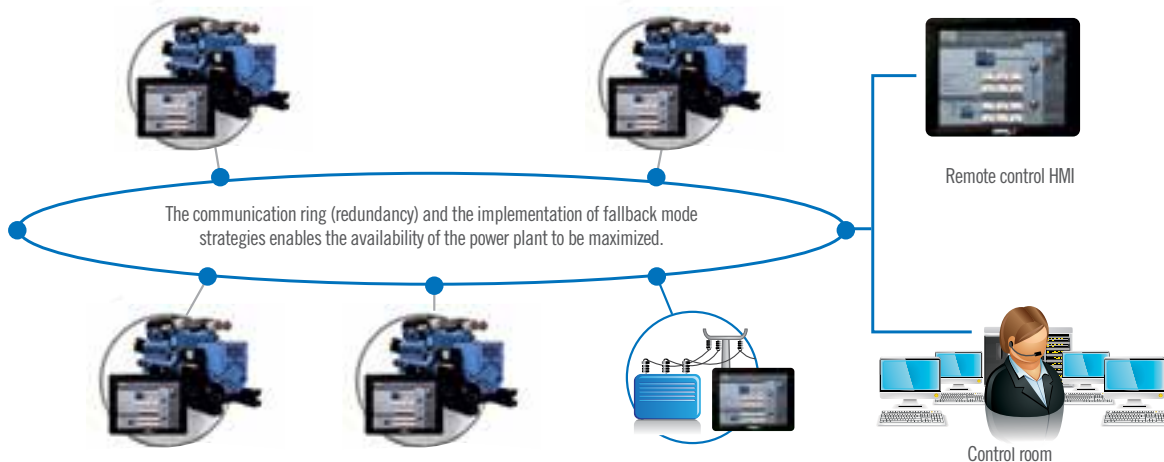 The communication ring (redundancy) and the implementation of fallback mode
strategies enables the availability of the power plant to be maximized.
Remote control HMI
Control room